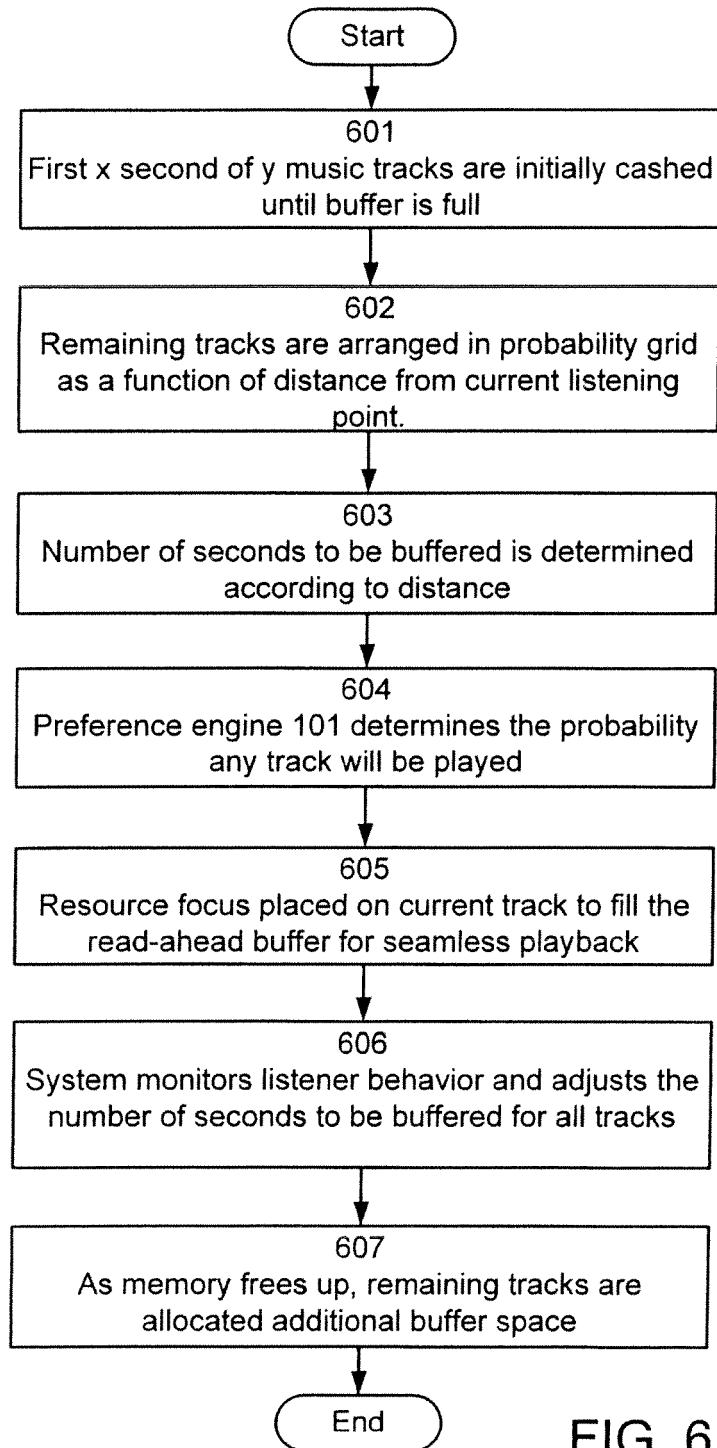 Start
601
First x second of y music tracks are initially cashed
until buffer is full
602
Remaining tracks are arranged in probability grid
as a function of distance from current listening
point.
603
Number of seconds to be buffered is determined
according to distance
604
Preference engine 101 determines the probability
any track will be played
605
Resource focus placed on current track to fill the
read-ahead buffer for seamless playback
606
System monitors listener behavior and adjusts the
number of seconds to be buffered for all tracks
607
As memory frees up, remaining tracks are
allocated additional buffer space
End
FIG. 6